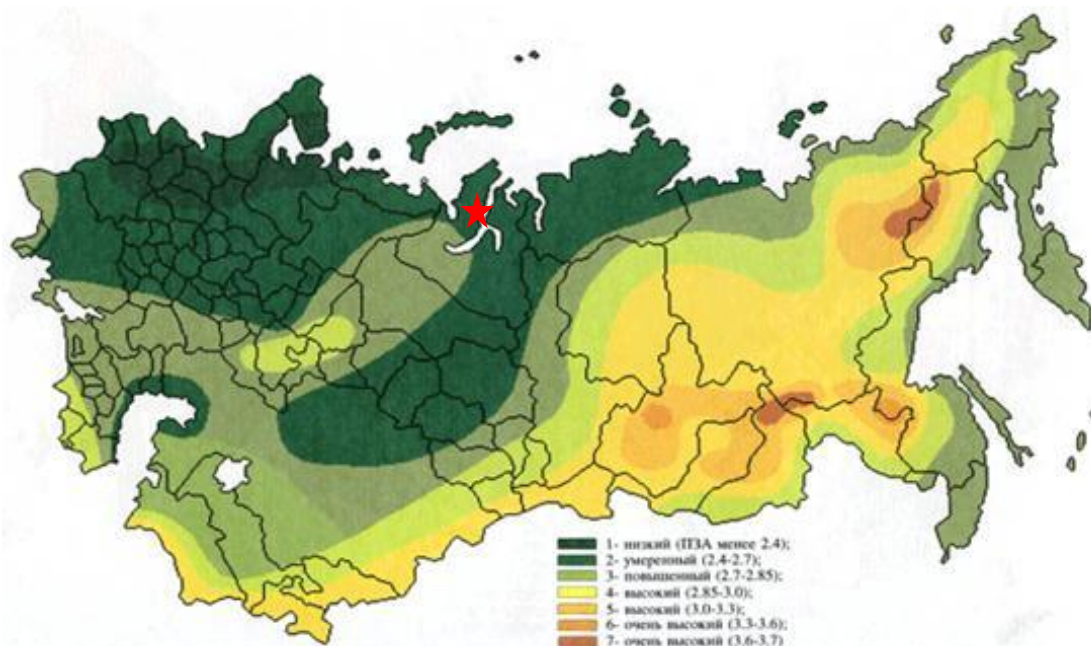 1- низкий (ПЗА менее 2.4);
2- умеренный (2.4-2.7);
3- повышенный (2.7-2.85);
4- высокий (2.85-3.0);
5- высокий (3.0-3.3);
6- очень высокий (3.3-3.6);
7- очень высокий (3.6-3.7)